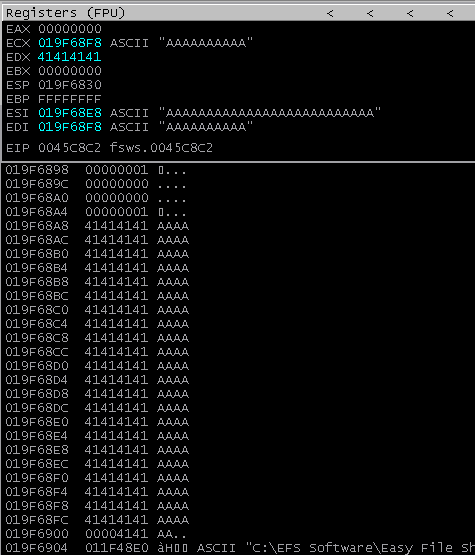 Registers (FPU) < < < <
EAX 00000000
ECX 019F68F8 ASCII "AAAAAAAAAA"
EDX 41414141
EBX 00000000
ESP 019F6830
EBP FFFFFFFF
ESI 019F68E8 ASCII "AAAAAAAAAAAAAAAAAAAAAAAAAA"
EDI 019F68F8 ASCII "AAAAAAAAAA"
EIP 0045C8C2 fsws.0045C8C2
019F6898 00000001 ▯...
019F689C 00000000 ....
019F68A0 00000000 ....
019F68A4 00000001 ▯...
019F68A8 41414141 AAAA
019F68AC 41414141 AAAA
019F68B0 41414141 AAAA
019F68B4 41414141 AAAA
019F68B8 41414141 AAAA
019F68BC 41414141 AAAA
019F68C0 41414141 AAAA
019F68C4 41414141 AAAA
019F68C8 41414141 AAAA
019F68CC 41414141 AAAA
019F68D0 41414141 AAAA
019F68D4 41414141 AAAA
019F68D8 41414141 AAAA
019F68DC 41414141 AAAA
019F68E0 41414141 AAAA
019F68E4 41414141 AAAA
019F68E8 41414141 AAAA
019F68EC 41414141 AAAA
019F68F0 41414141 AAAA
019F68F4 41414141 AAAA
019F68F8 41414141 AAAA
019F68FC 41414141 AAAA
019F6900 00004141 AA..
019F6904 011F48E0 àH▯▯ ASCII "C:\EFS Software\Easy File Sh